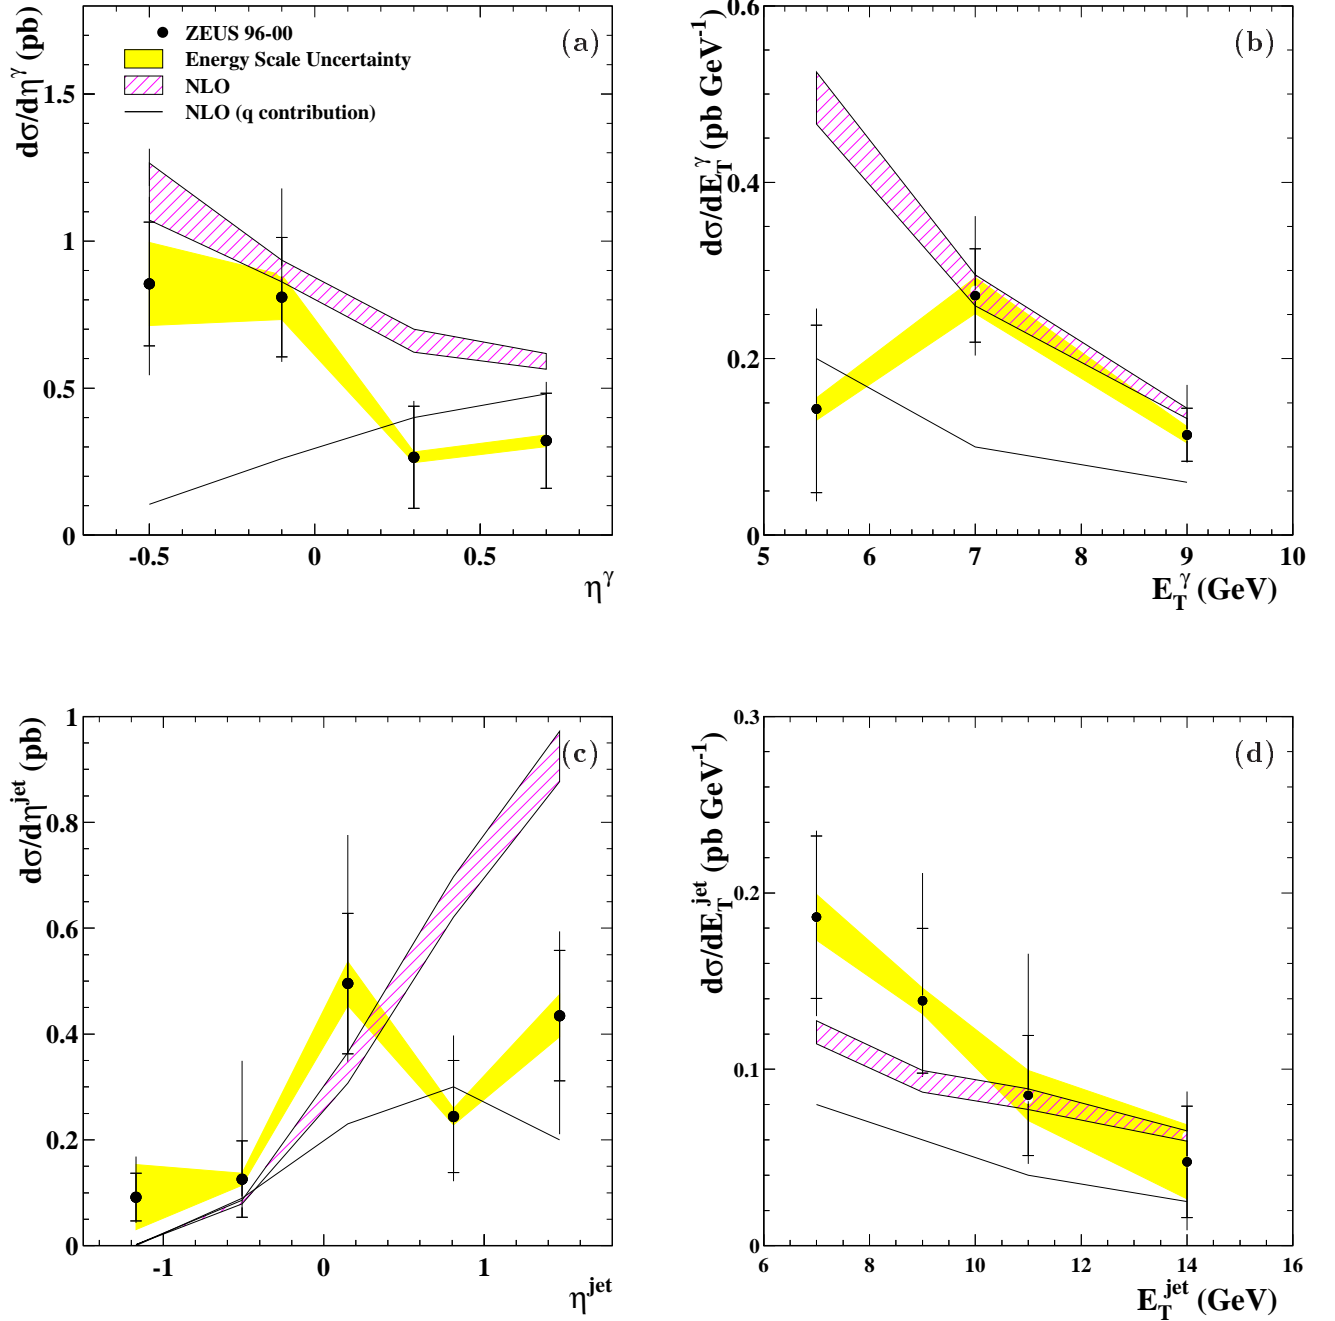 dσ/dη^γ (pb)
ZEUS 96-00
Energy Scale Uncertainty
NLO
NLO (q contribution)
(a)
1.5
1
0.5
0
-0.5 0 0.5
η^γ
dσ/dE_T^γ (pb GeV^-1)
(b)
0.6
0.4
0.2
0
5 6 7 8 9 10
E_T^γ (GeV)
dσ/dη^jet (pb)
(c)
1
0.8
0.6
0.4
0.2
0
-1 0 1
η^jet
dσ/dE_T^jet (pb GeV^-1)
(d)
0.3
0.2
0.1
0
6 8 10 12 14 16
E_T^jet (GeV)